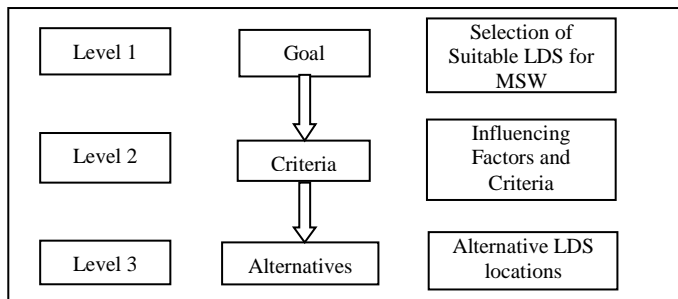 Level 1
Goal
Selection of
Suitable LDS for
MSW
Level 2
Criteria
Influencing
Factors and
Criteria
Level 3
Alternatives
Alternative LDS
locations